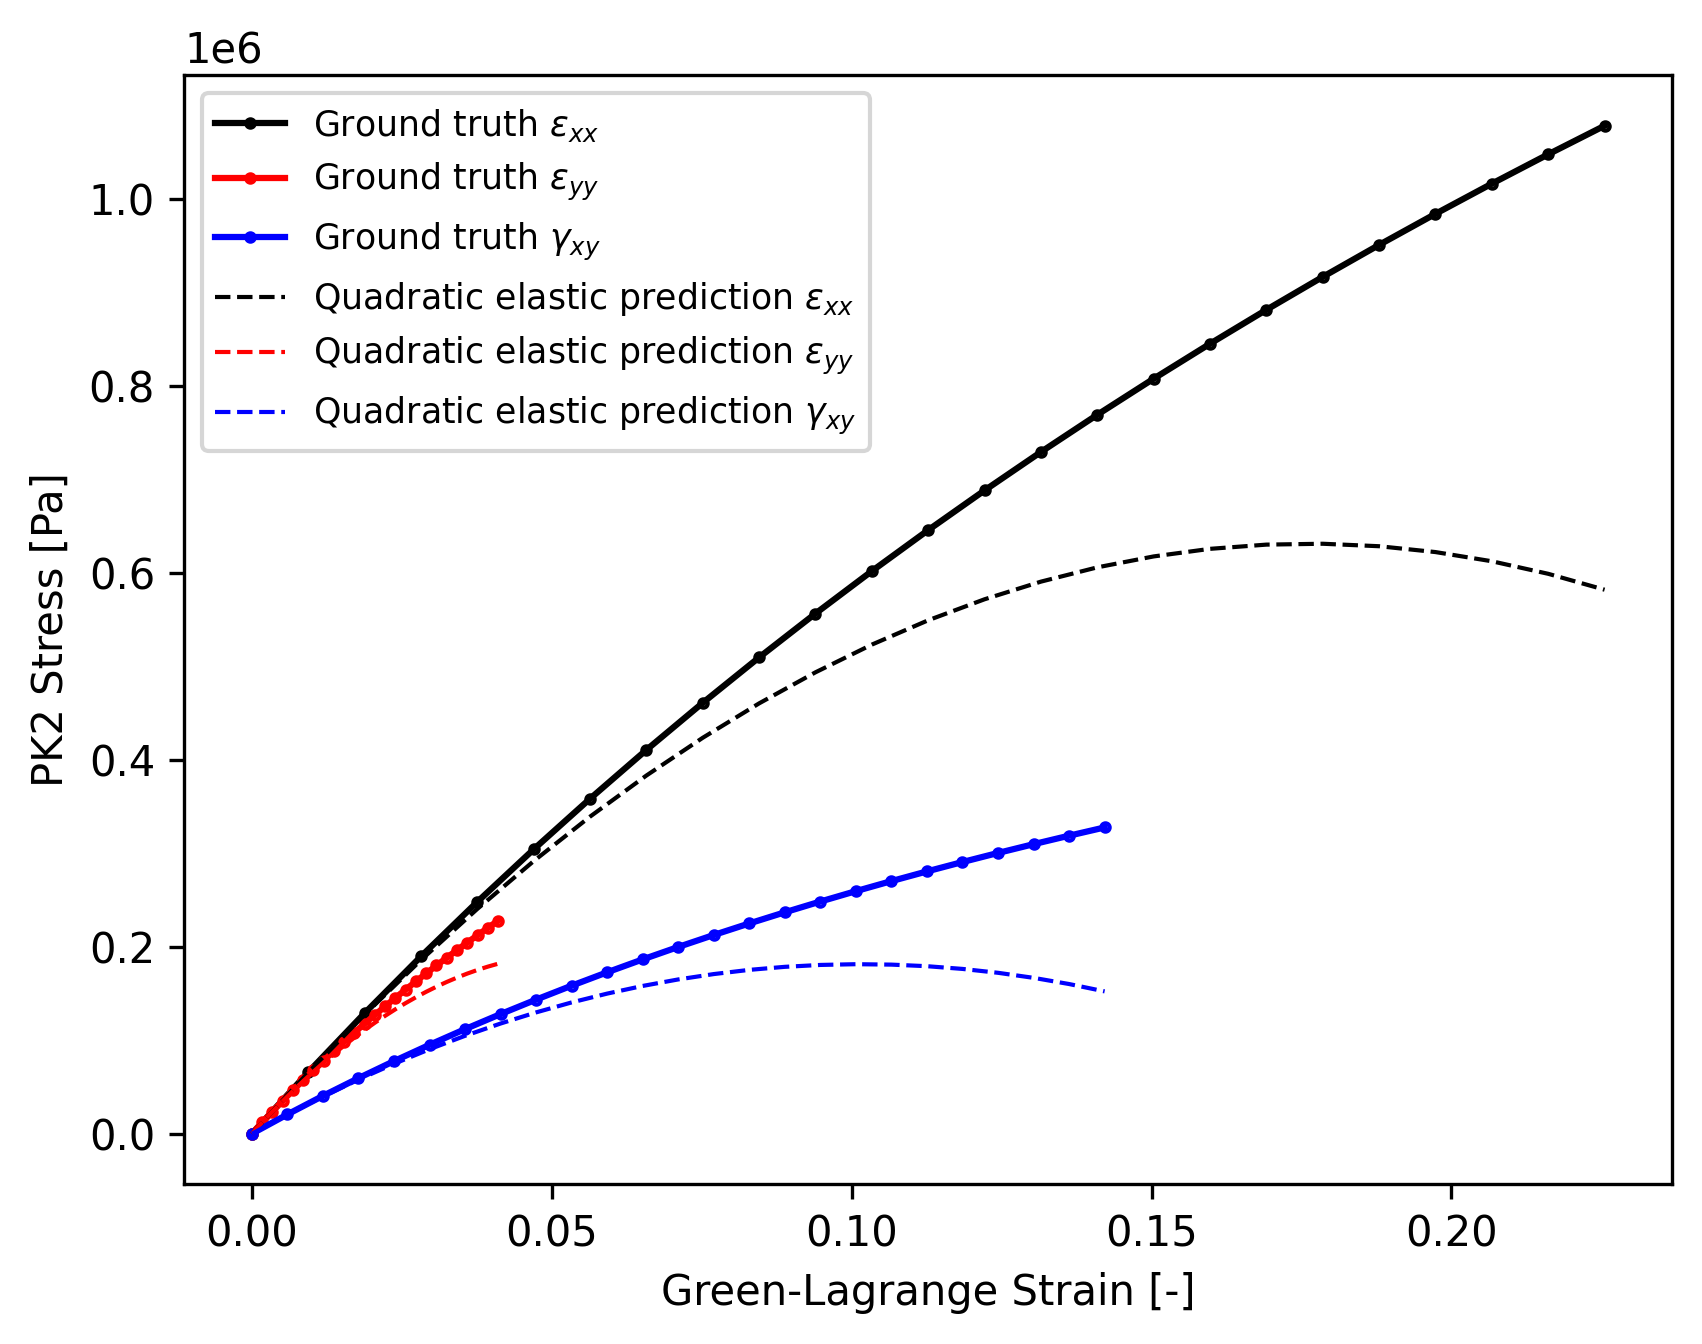 1e6
Ground truth εxx
Ground truth εyy
Ground truth γxy
Quadratic elastic prediction εxx
Quadratic elastic prediction εyy
Quadratic elastic prediction γxy
1.0
0.8
0.6
0.4
0.2
0.0
PK2 Stress [Pa]
0.00 0.05 0.10 0.15 0.20
Green-Lagrange Strain [-]